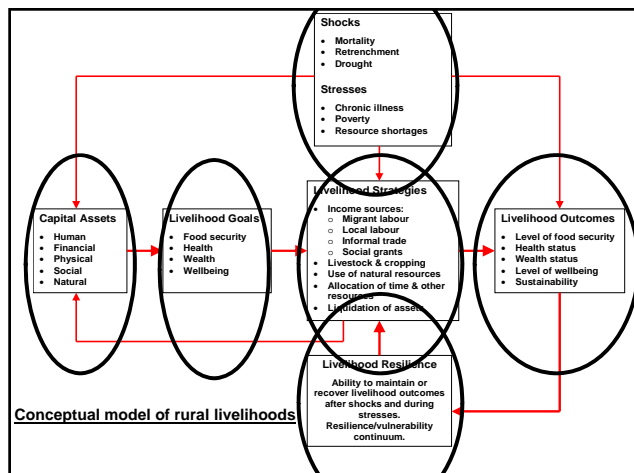 Shocks
• Mortality
• Retrenchment
• Drought
Stresses
• Chronic illness
• Poverty
• Resource shortages
Capital Assets
• Human
• Financial
• Physical
• Social
• Natural
Livelihood Goals
• Food security
• Health
• Wealth
• Wellbeing
Livelihood Strategies
• Income sources:
o Migrant labour
o Local labour
o Informal trade
o Social grants
• Livestock & cropping
• Use of natural resources
• Allocation of time & other
resources
• Liquidation of assets
Livelihood Outcomes
• Level of food security
• Health status
• Wealth status
• Level of wellbeing
• Sustainability
Livelihood Resilience
Ability to maintain or
recover livelihood outcomes
after shocks and during
stresses.
Resilience/vulnerability
continuum.
Conceptual model of rural livelihoods